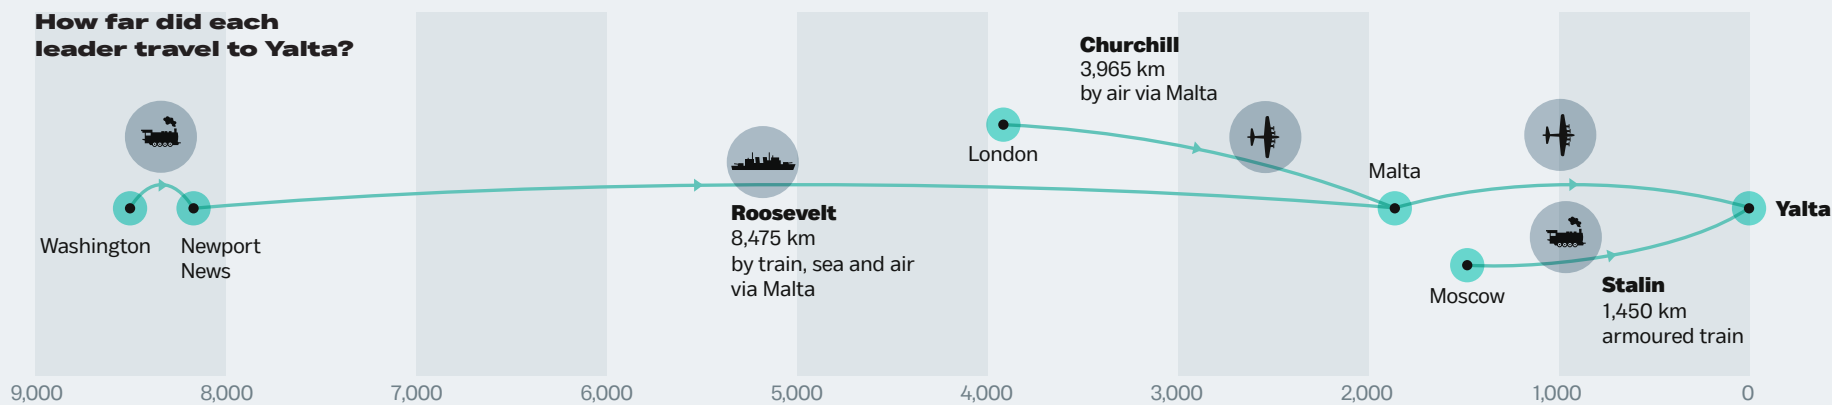 How far did each
leader travel to Yalta?
Churchill
3,965 km
by air via Malta
London
Malta
Yalta
Washington
Newport
News
Roosevelt
8,475 km
by train, sea and air
via Malta
Moscow
Stalin
1,450 km
armoured train
9,000 8,000 7,000 6,000 5,000 4,000 3,000 2,000 1,000 0